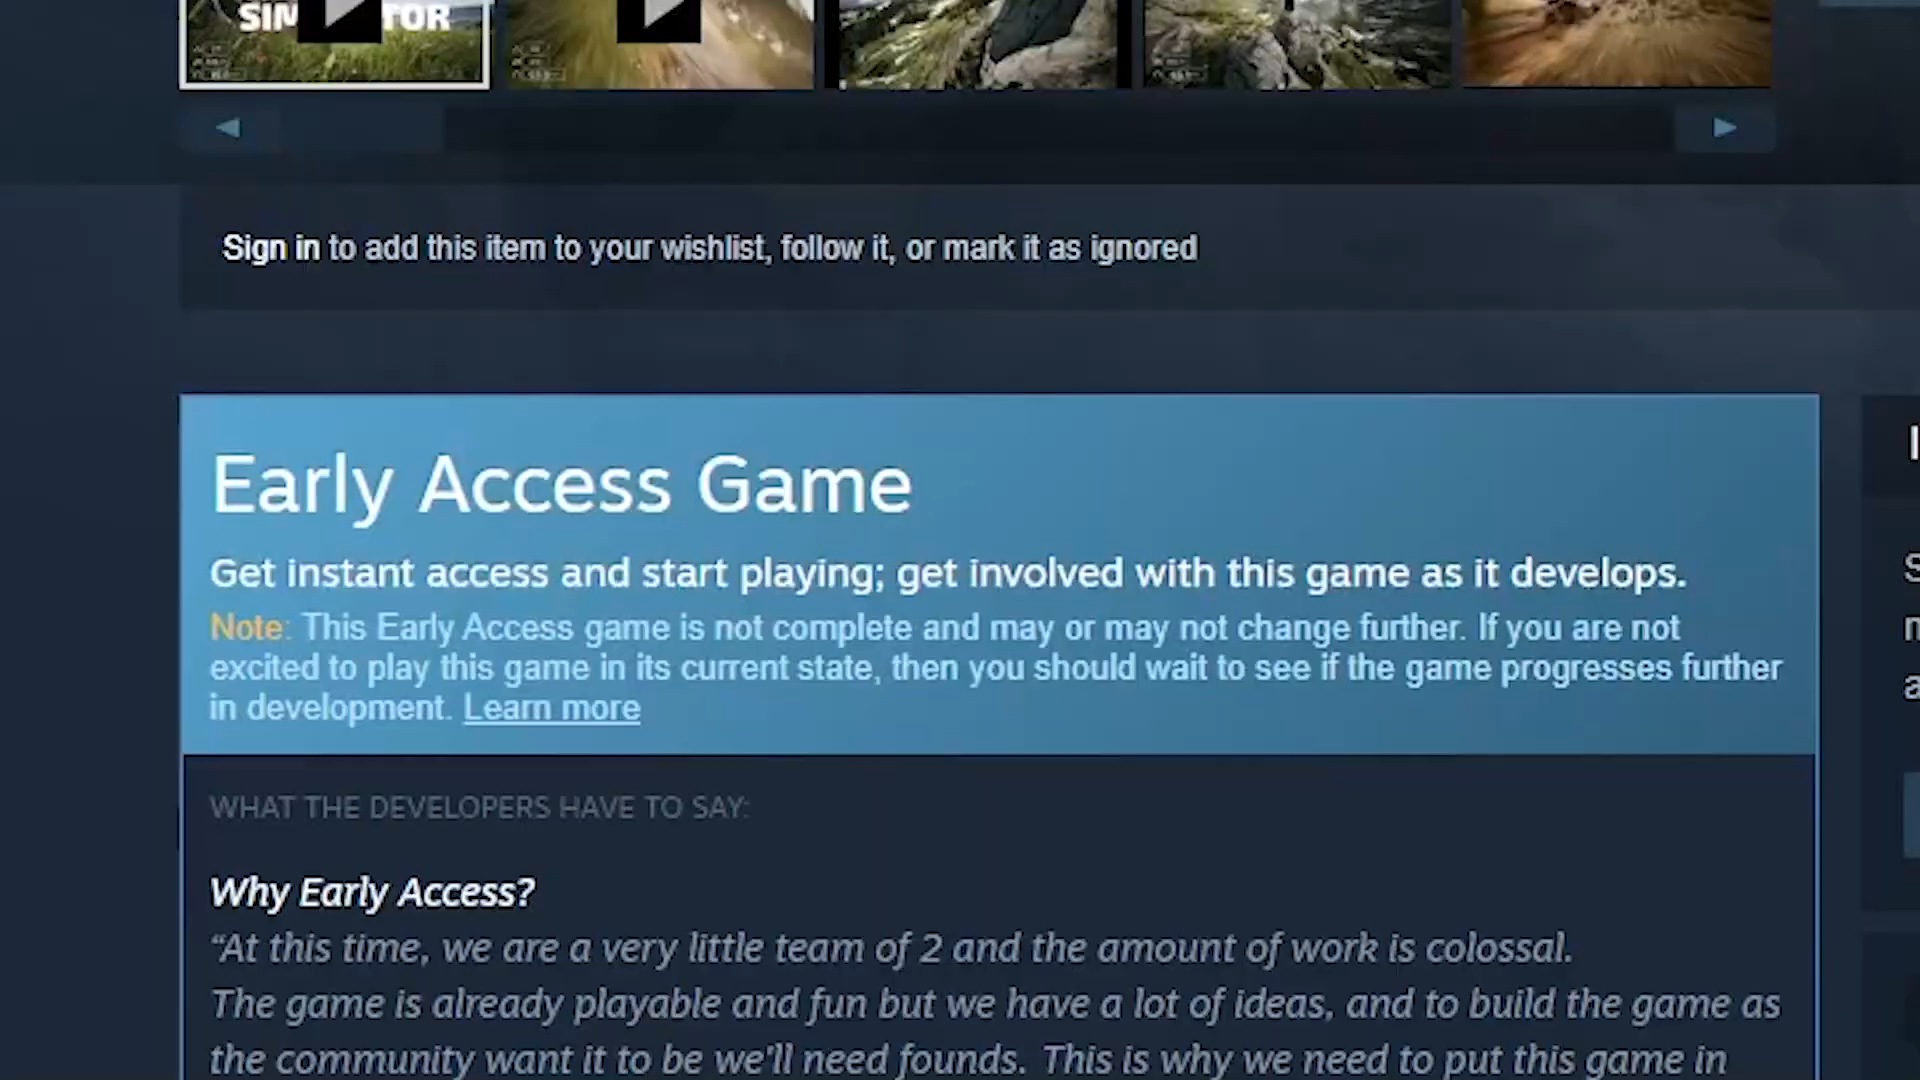 Sign in to add this item to your wishlist, follow it, or mark it as ignored
Early Access Game
Get instant access and start playing; get involved with this game as it develops.
Note: This Early Access game is not complete and may or may not change further. If you are not
excited to play this game in its current state, then you should wait to see if the game progresses further
in development. Learn more
WHAT THE DEVELOPERS HAVE TO SAY:
Why Early Access?
“At this time, we are a very little team of 2 and the amount of work is colossal.
The game is already playable and fun but we have a lot of ideas, and to build the game as
the community want it to be we'll need founds. This is why we need to put this game in